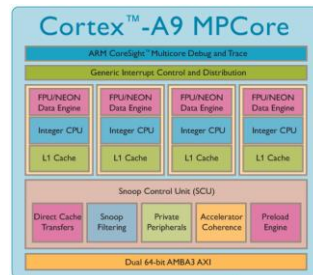 Cortex™-A9 MPCore
ARM CoreSight™ Multicore Debug and Trace
Generic Interrupt Control and Distribution
FPU/NEON FPU/NEON FPU/NEON FPU/NEON
Data Engine Data Engine Data Engine Data Engine
Integer CPU Integer CPU Integer CPU Integer CPU
L1 Cache L1 Cache L1 Cache L1 Cache
Snoop Control Unit (SCU)
Direct Cache Snoop Private Accelerator Preload
Transfers Filtering Peripherals Coherence Engine
Dual 64-bit AMBA3 AXI